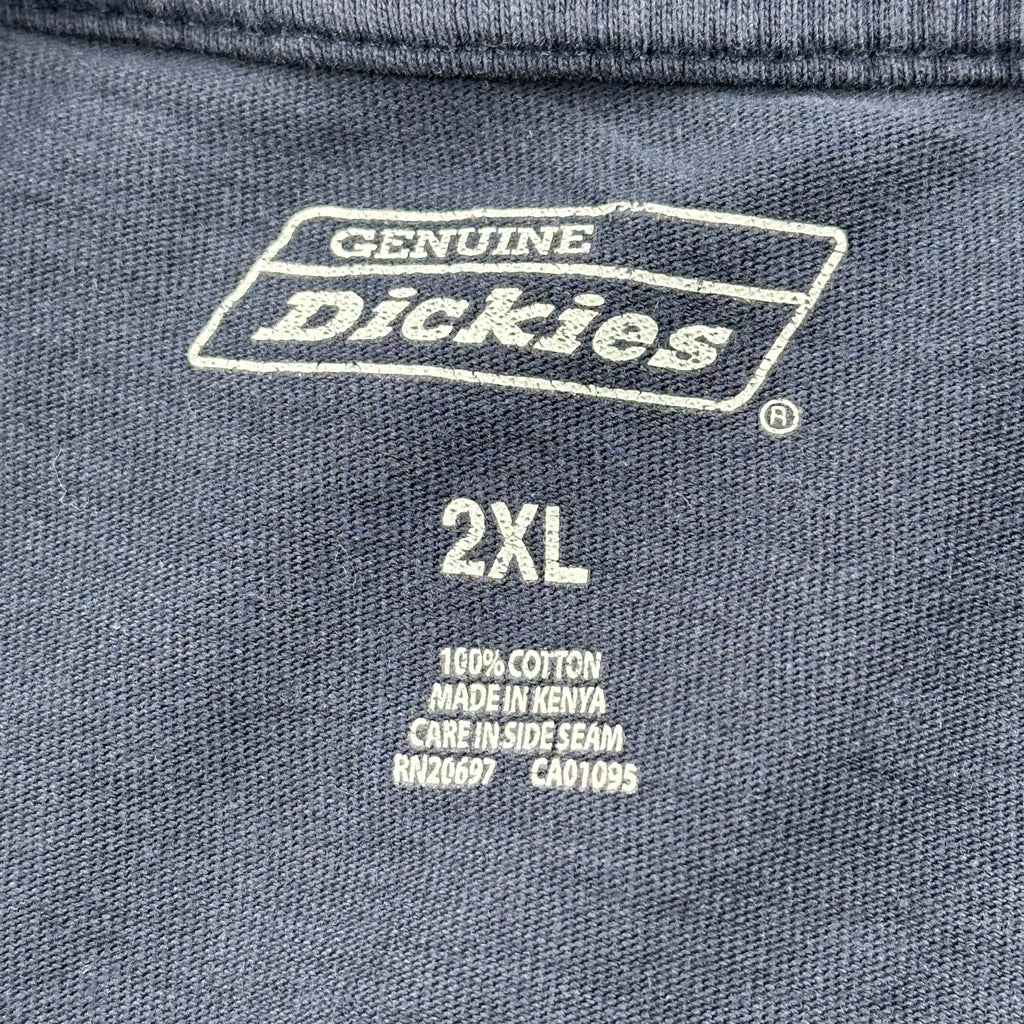 GENUINE
Dickies
®
2XL
100% COTTON
MADE IN KENYA
CARE IN SIDE SEAM
RN20697 CA01095